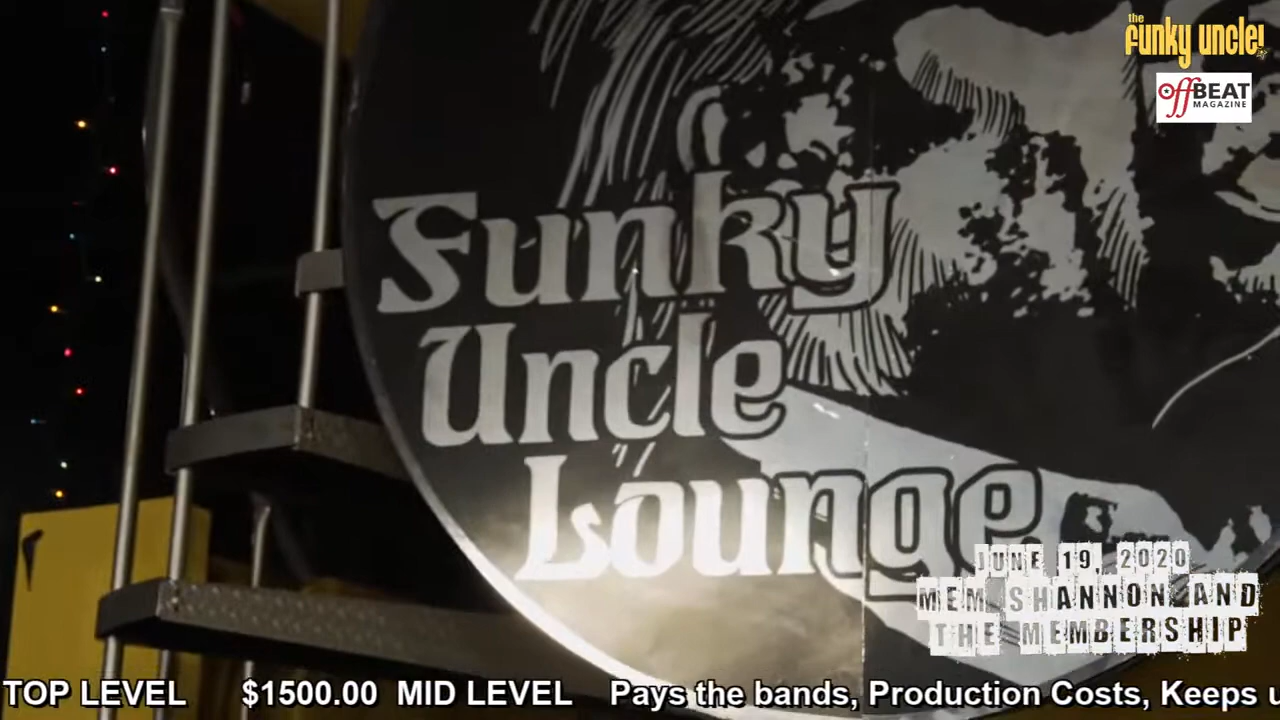 the
funky uncle!
offBEAT
MAGAZINE
Funky
Uncle
Lounge
JUNE 19, 2020
MEM SHANNON AND
THE MEMBERSHIP
TOP LEVEL $1500.00 MID LEVEL Pays the bands, Production Costs, Keeps